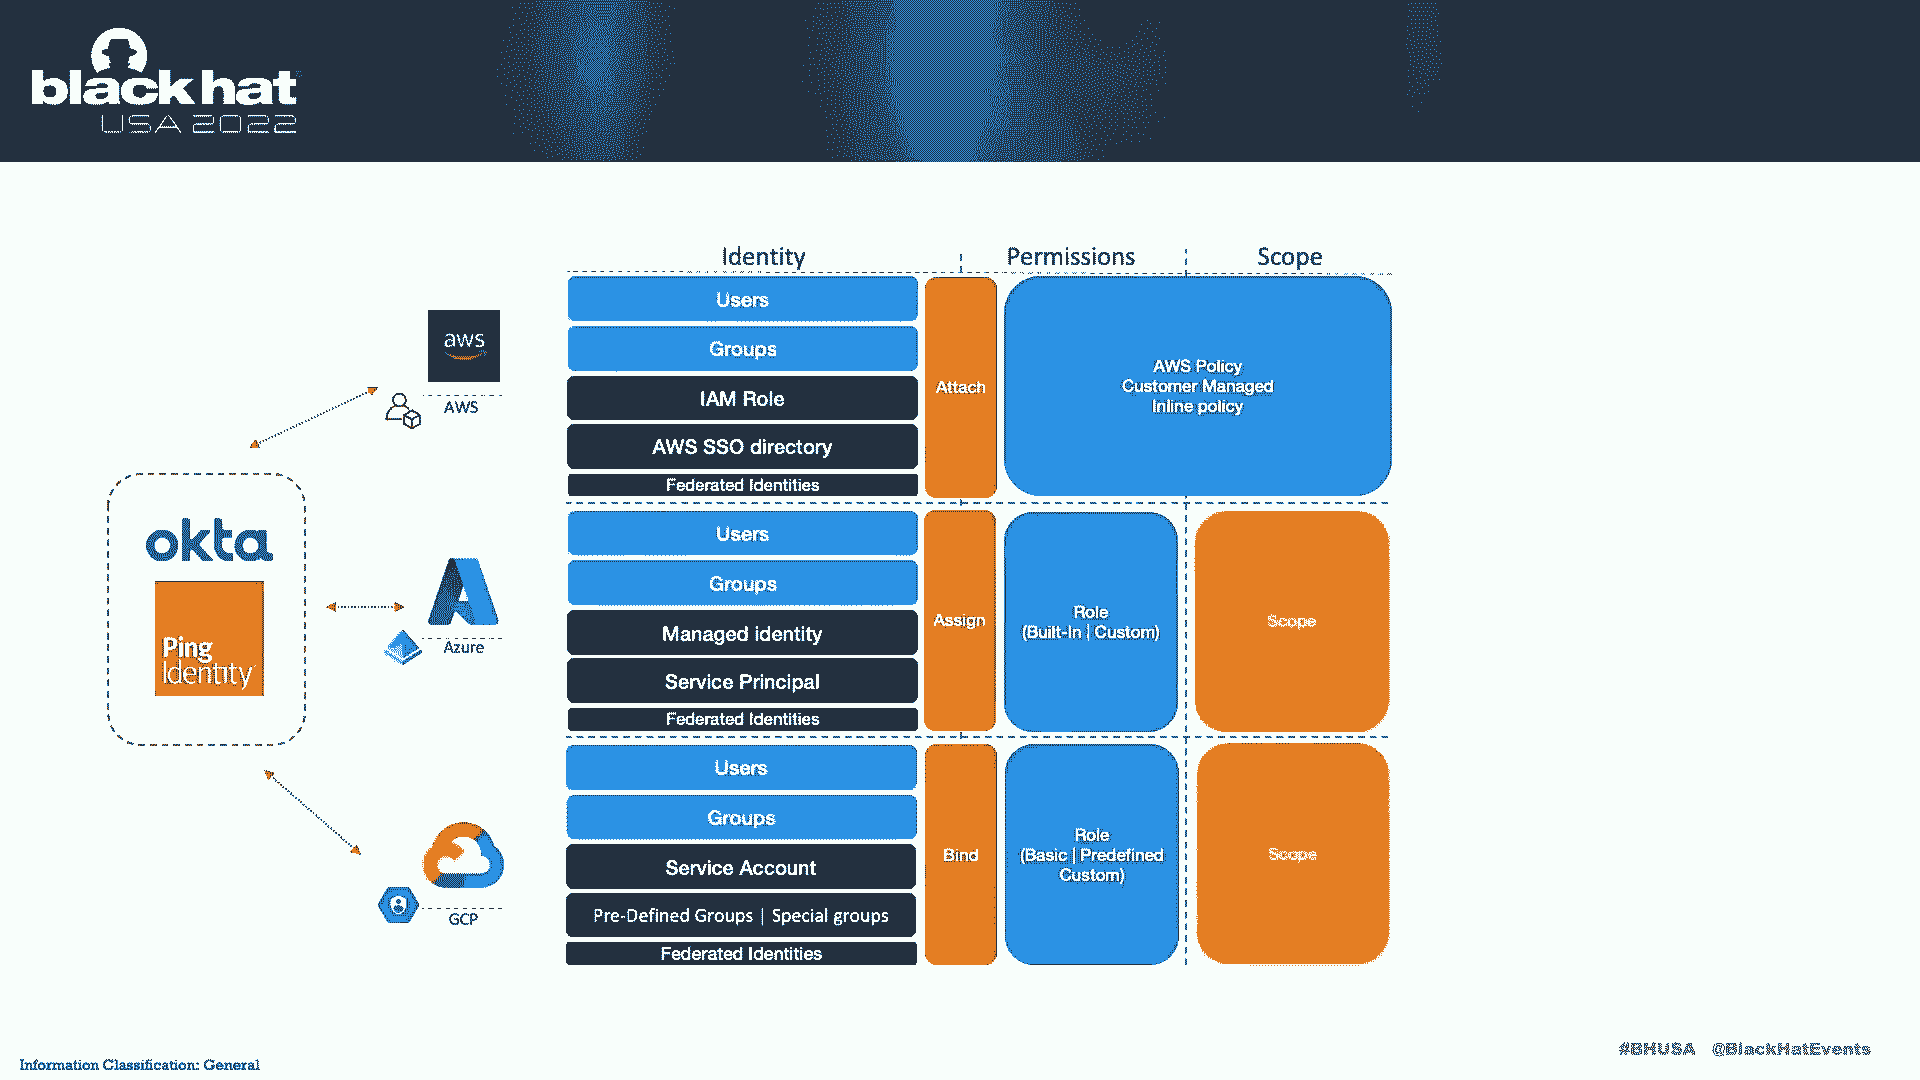 black hat
USA 2022
Identity
Permissions
Scope
aws
AWS
Users
Groups
IAM Role
AWS SSO directory
Federated Identities
Attach
AWS Policy
Customer Managed
Inline policy
okta
Ping
Identity
Azure
Users
Groups
Managed identity
Service Principal
Federated Identities
Assign
Role
(Built-In | Custom)
Scope
GCP
Users
Groups
Service Account
Pre-Defined Groups | Special groups
Federated Identities
Bind
Role
(Basic | Predefined
Custom)
Scope
Information Classification: General
#BHUSA @BlackHatEvents